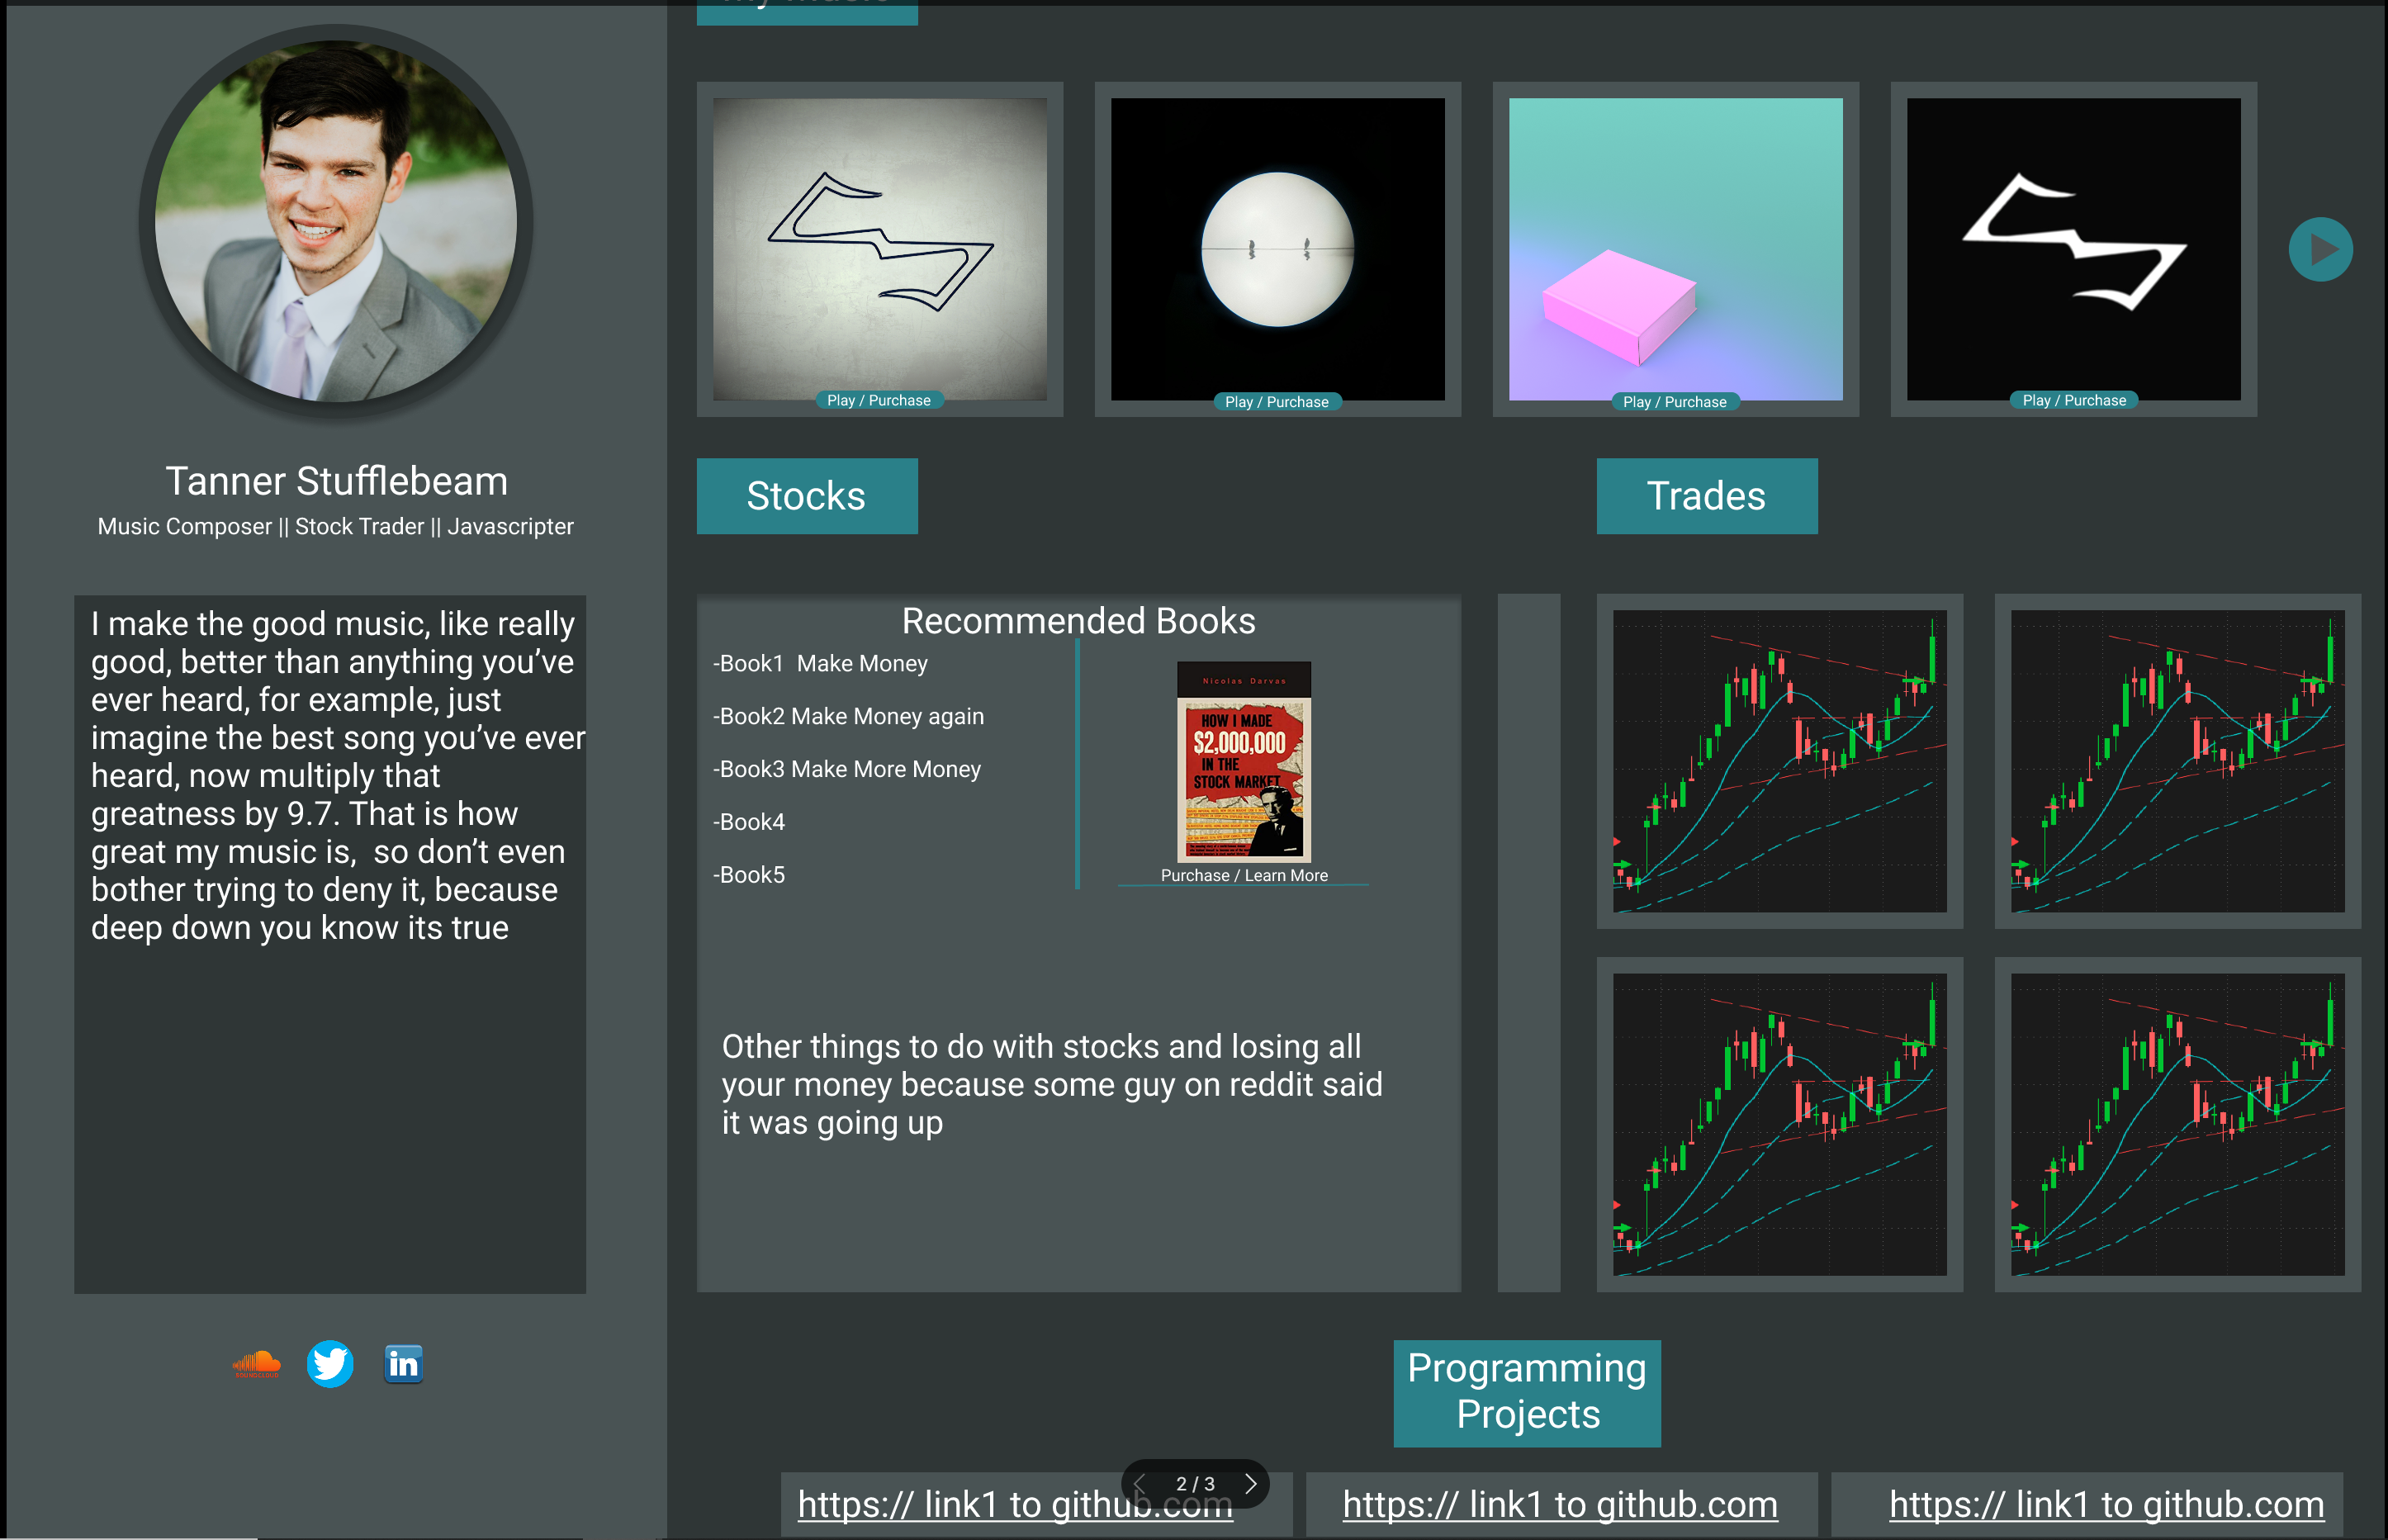 My Music
Play / Purchase
Play / Purchase
Play / Purchase
Play / Purchase
Tanner Stufflebeam
Music Composer || Stock Trader || Javascripter
I make the good music, like really
good, better than anything you’ve
ever heard, for example, just
imagine the best song you’ve ever
heard, now multiply that
greatness by 9.7. That is how
great my music is,  so don’t even
bother trying to deny it, because
deep down you know its true
SOUNDCLOUD
in
Stocks
Trades
Recommended Books
-Book1  Make Money
-Book2 Make Money again
-Book3 Make More Money
-Book4
-Book5
Nicolas Darvas
HOW I MADE
$2,000,000
IN THE
STOCK MARKET
Purchase / Learn More
Other things to do with stocks and losing all
your money because some guy on reddit said
it was going up
Programming
Projects
2 / 3
https:// link1 to github.com
https:// link1 to github.com
https:// link1 to github.com